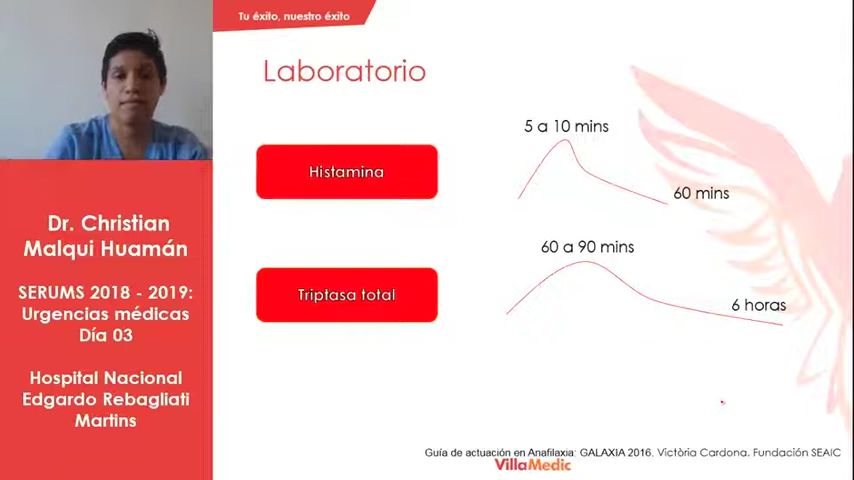 Tu éxito, nuestro éxito
Laboratorio
Histamina
5 a 10 mins
60 mins
Triptasa total
60 a 90 mins
6 horas
Dr. Christian
Malqui Huamán
SERUMS 2018 - 2019:
Urgencias médicas
Día 03
Hospital Nacional
Edgardo Rebagliati
Martins
Guía de actuación en Anafilaxia: GALAXIA 2016. Victòria Cardona. Fundación SEAIC
VillaMedic